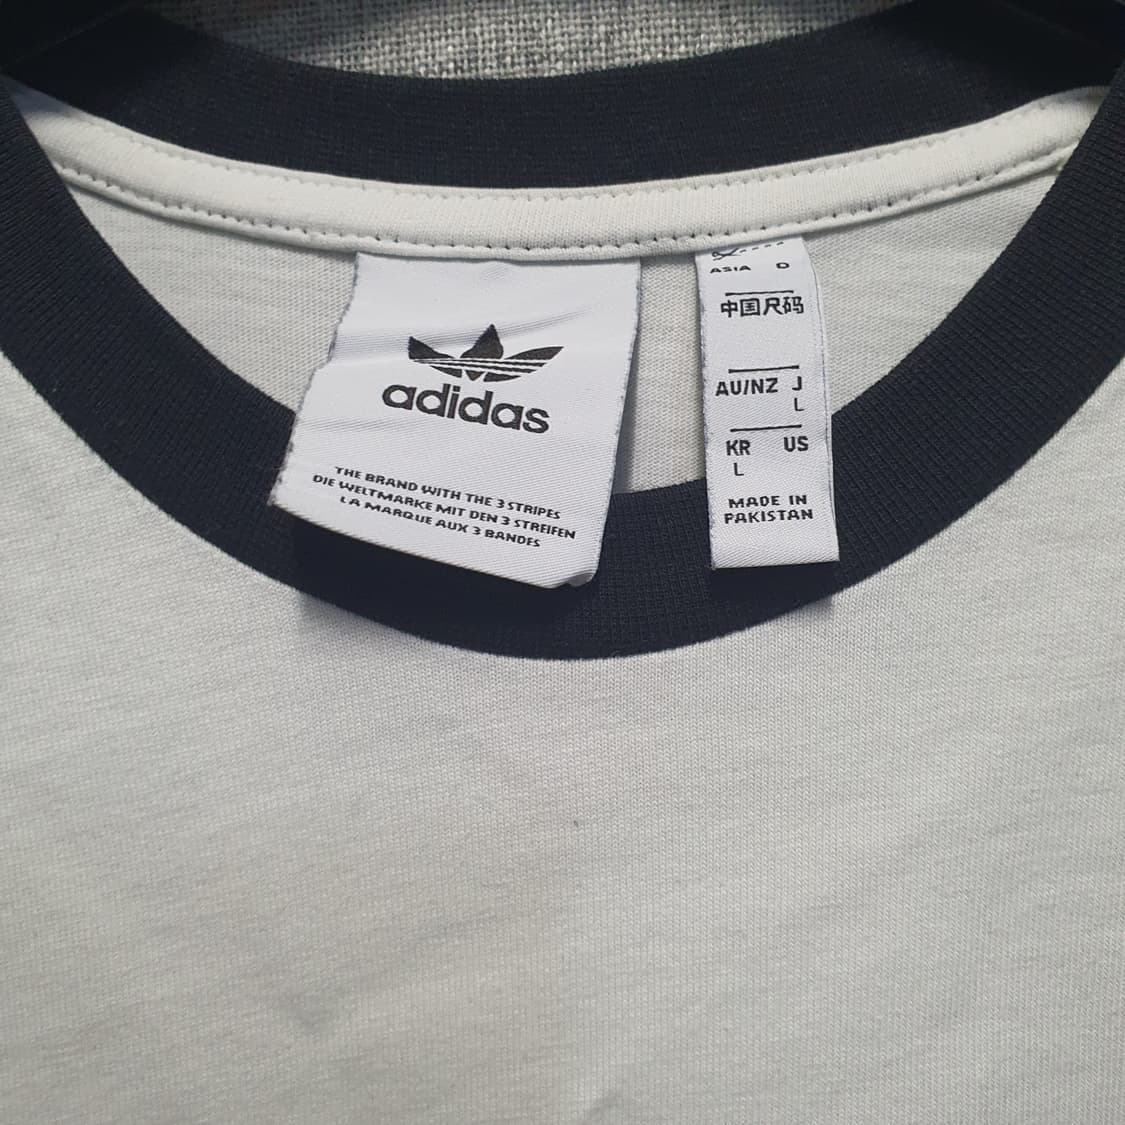 adidas
THE BRAND WITH THE 3 STRIPES
DIE WELTMARKE MIT DEN 3 STREIFEN
LA MARQUE AUX 3 BANDES
ASIA D
中国尺码
AU/NZ J
L
KR US
L
MADE IN
PAKISTAN